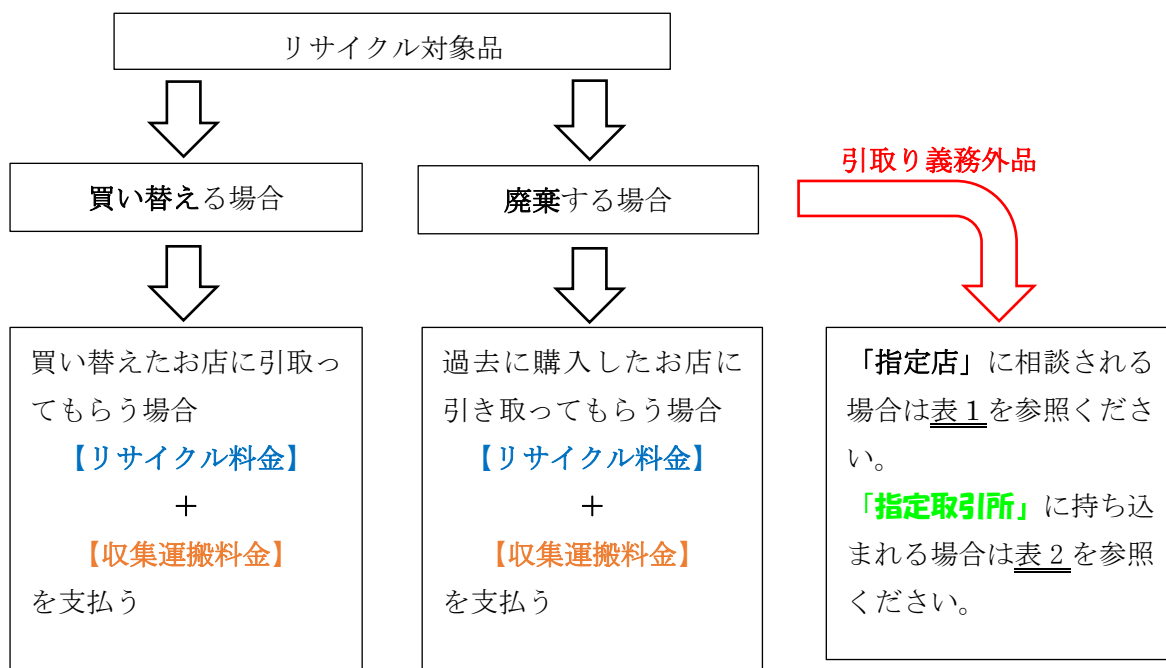 リサイクル対象品
引取り義務外品
買い替える場合
廃棄する場合
買い替えたお店に引取っ
てもらう場合
【リサイクル料金】
＋
【収集運搬料金】
を支払う
過去に購入したお店に
引き取ってもらう場合
【リサイクル料金】
＋
【収集運搬料金】
を支払う
「指定店」に相談される
場合は表１を参照くださ
い。
「指定取引所」に持ち込
まれる場合は表２を参照
ください。